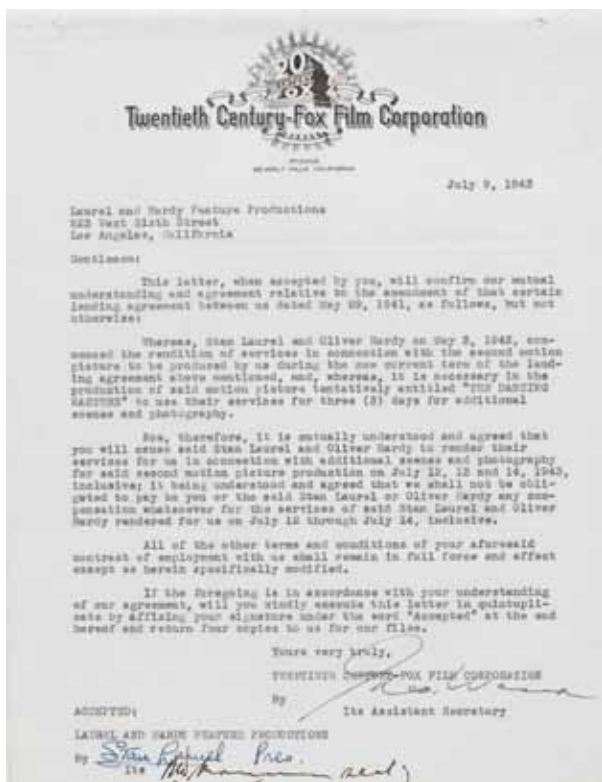 20
Twentieth Century-Fox Film Corporation
STUDIOS
BEVERLY HILLS, CALIFORNIA
July 9, 1943
Laurel and Hardy Feature Productions
West Sixth Street
Los Angeles, California
Gentlemen:
This letter, when accepted by you, will confirm our mutual
understanding and agreement relative to the amendment of that certain
lending agreement between us dated May 29, 1941, as follows, but not
otherwise:
Whereas, Stan Laurel and Oliver Hardy on May 3, 1943, com-
menced the rendition of services in connection with the second motion
picture to be produced by us during the now current term of the lend-
ing agreement above mentioned, and, whereas, it is necessary in the
production of said motion picture tentatively entitled "THE DANCING
MASTERS" to use their services for three (3) days for additional
scenes and photography.
Now, therefore, it is mutually understood and agreed that
you will cause said Stan Laurel and Oliver Hardy to render their
services for us in connection with additional scenes and photography
for said second motion picture production on July 12, 13 and 14, 1943,
inclusive; it being understood and agreed that we shall not be obli-
gated to pay to you or the said Stan Laurel or Oliver Hardy any com-
pensation whatsoever for the services of said Stan Laurel and Oliver
Hardy rendered for us on July 12 through July 14, inclusive.
All of the other terms and conditions of your aforesaid
contract of employment with us shall remain in full force and effect
except as herein specifically modified.
If the foregoing is in accordance with your understanding
of our agreement, will you kindly execute this letter in quintupli-
cate by affixing your signature under the word "Accepted" at the end
hereof and return four copies to us for our files.
Yours very truly,
TWENTIETH CENTURY-FOX FILM CORPORATION
By
Its Assistant Secretary
ACCEPTED:
LAUREL AND HARDY FEATURE PRODUCTIONS
By Stan Laurel Pres.
Its